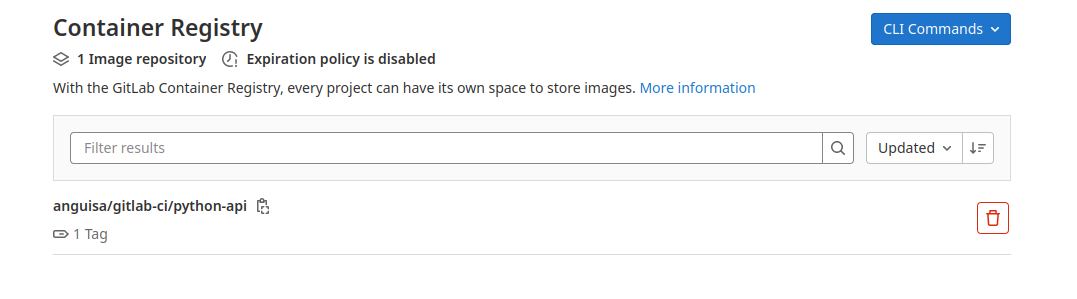 Container Registry
CLI Commands
1 Image repository Expiration policy is disabled
With the GitLab Container Registry, every project can have its own space to store images. More information
Filter results
Updated
anguisa/gitlab-ci/python-api
1 Tag